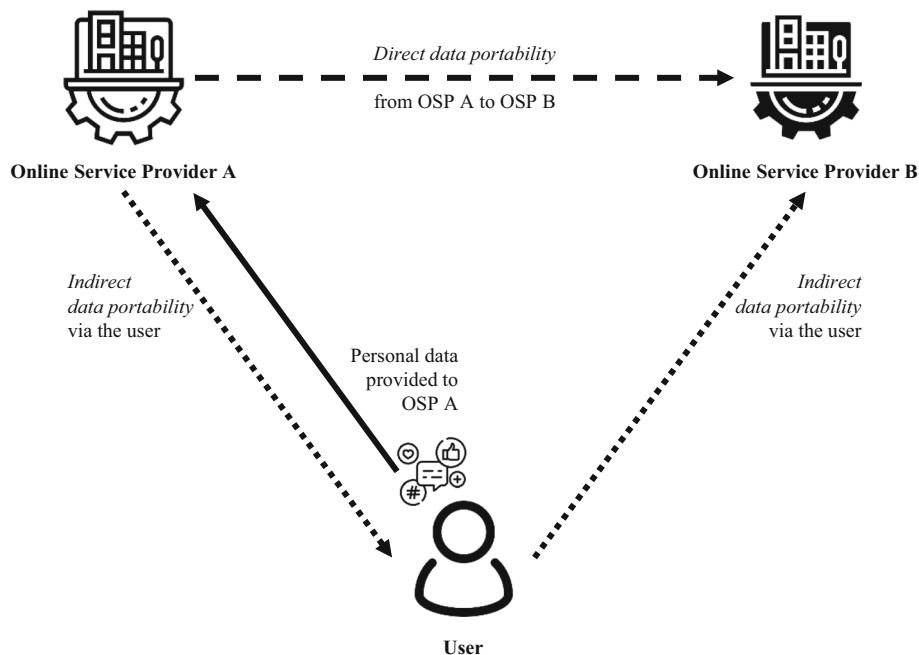 Direct data portability
from OSP A to OSP B
Online Service Provider A
Online Service Provider B
Indirect
data portability
via the user
Indirect
data portability
via the user
Personal data
provided to
OSP A
#
User